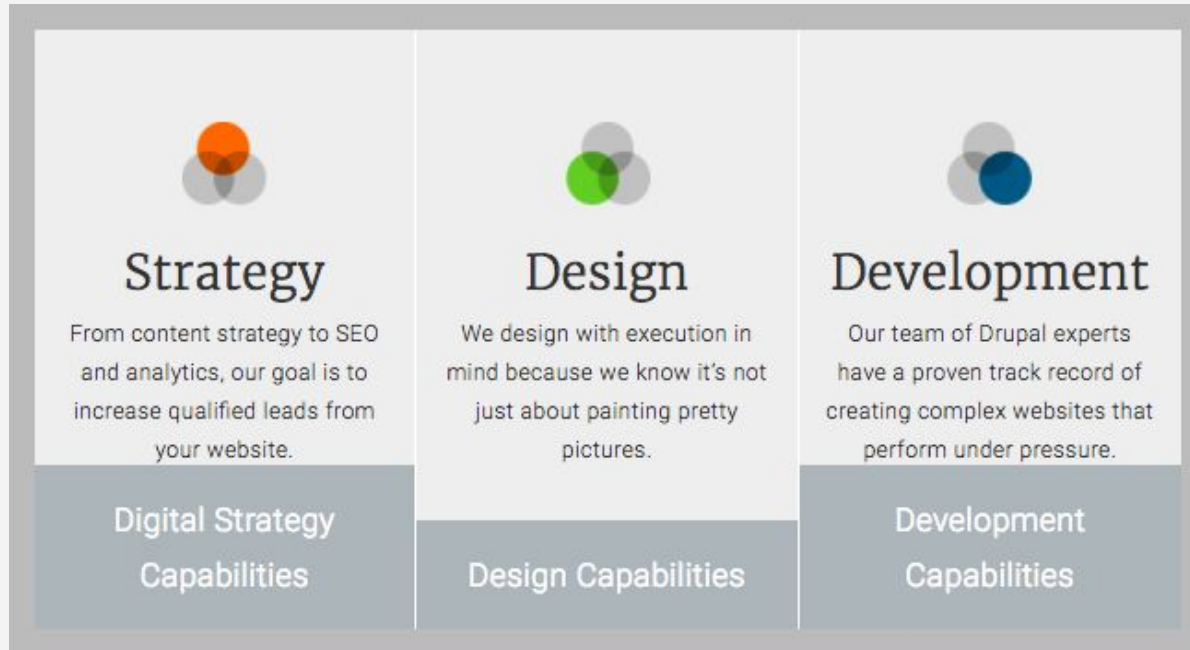 Strategy
From content strategy to SEO
and analytics, our goal is to
increase qualified leads from
your website.
Digital Strategy
Capabilities
Design
We design with execution in
mind because we know it's not
just about painting pretty
pictures.
Design Capabilities
Development
Our team of Drupal experts
have a proven track record of
creating complex websites that
perform under pressure.
Development
Capabilities